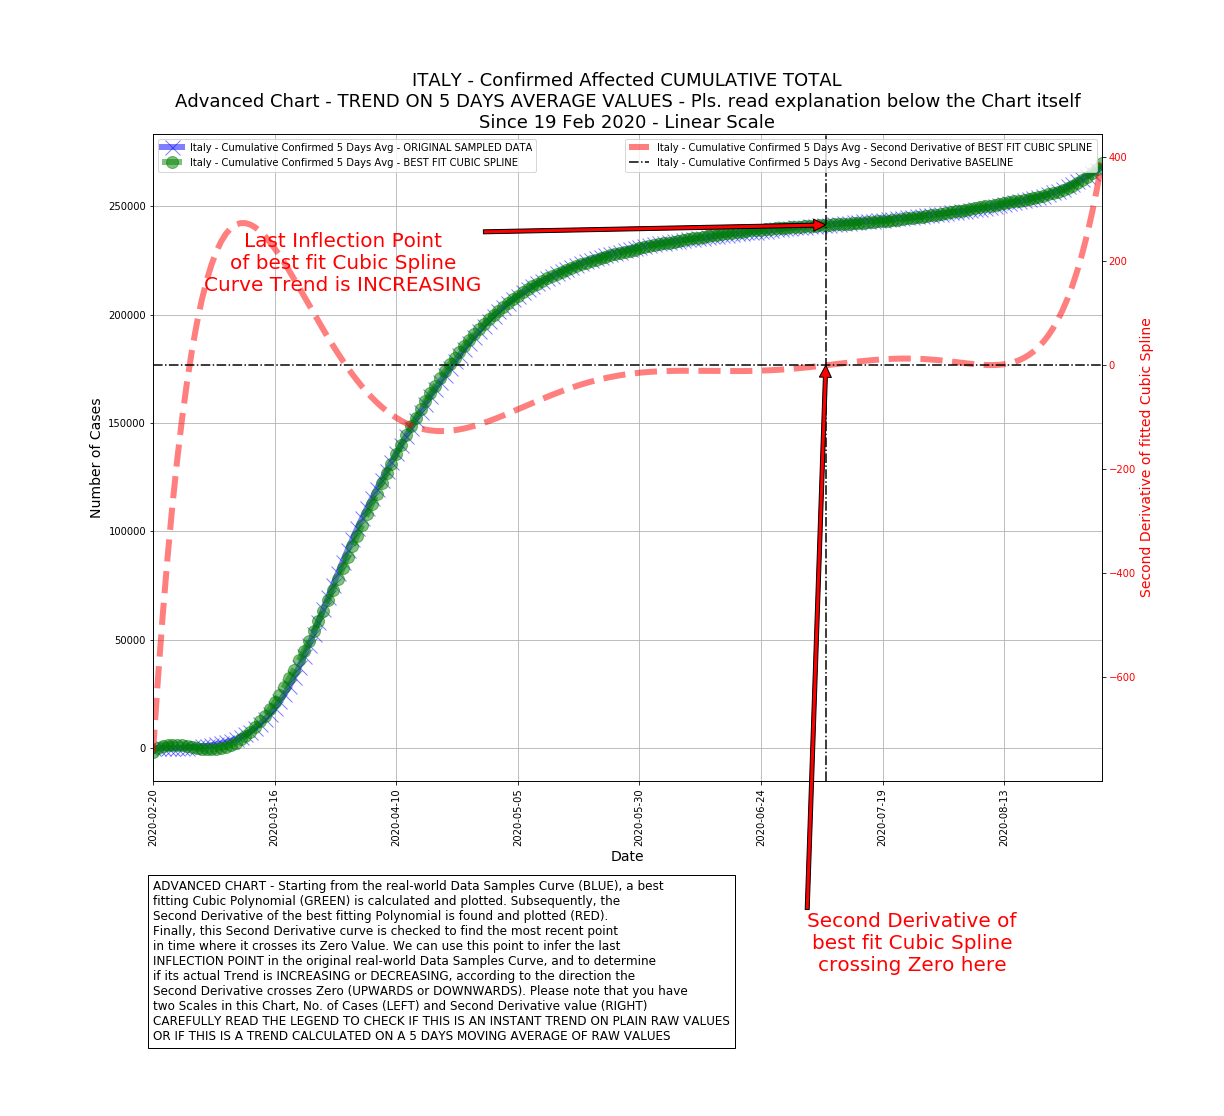 ITALY - Confirmed Affected CUMULATIVE TOTAL
Advanced Chart - TREND ON 5 DAYS AVERAGE VALUES - Pls. read explanation below the Chart itself
Since 19 Feb 2020 - Linear Scale
Italy - Cumulative Confirmed 5 Days Avg - ORIGINAL SAMPLED DATA
Italy - Cumulative Confirmed 5 Days Avg - BEST FIT CUBIC SPLINE
Italy - Cumulative Confirmed 5 Days Avg - Second Derivative of BEST FIT CUBIC SPLINE
Italy - Cumulative Confirmed 5 Days Avg - Second Derivative BASELINE
Last Inflection Point
of best fit Cubic Spline
Curve Trend is INCREASING
Number of Cases
250000
200000
150000
100000
50000
0
400
200
0
−200
−400
−600
Second Derivative of fitted Cubic Spline
2020-02-20
2020-03-16
2020-04-10
2020-05-05
2020-05-30
2020-06-24
2020-07-19
2020-08-13
Date
Second Derivative of
best fit Cubic Spline
crossing Zero here
ADVANCED CHART - Starting from the real-world Data Samples Curve (BLUE), a best
fitting Cubic Polynomial (GREEN) is calculated and plotted. Subsequently, the
Second Derivative of the best fitting Polynomial is found and plotted (RED).
Finally, this Second Derivative curve is checked to find the most recent point
in time where it crosses its Zero Value. We can use this point to infer the last
INFLECTION POINT in the original real-world Data Samples Curve, and to determine
if its actual Trend is INCREASING or DECREASING, according to the direction the
Second Derivative crosses Zero (UPWARDS or DOWNWARDS). Please note that you have
two Scales in this Chart, No. of Cases (LEFT) and Second Derivative value (RIGHT)
CAREFULLY READ THE LEGEND TO CHECK IF THIS IS AN INSTANT TREND ON PLAIN RAW VALUES
OR IF THIS IS A TREND CALCULATED ON A 5 DAYS MOVING AVERAGE OF RAW VALUES